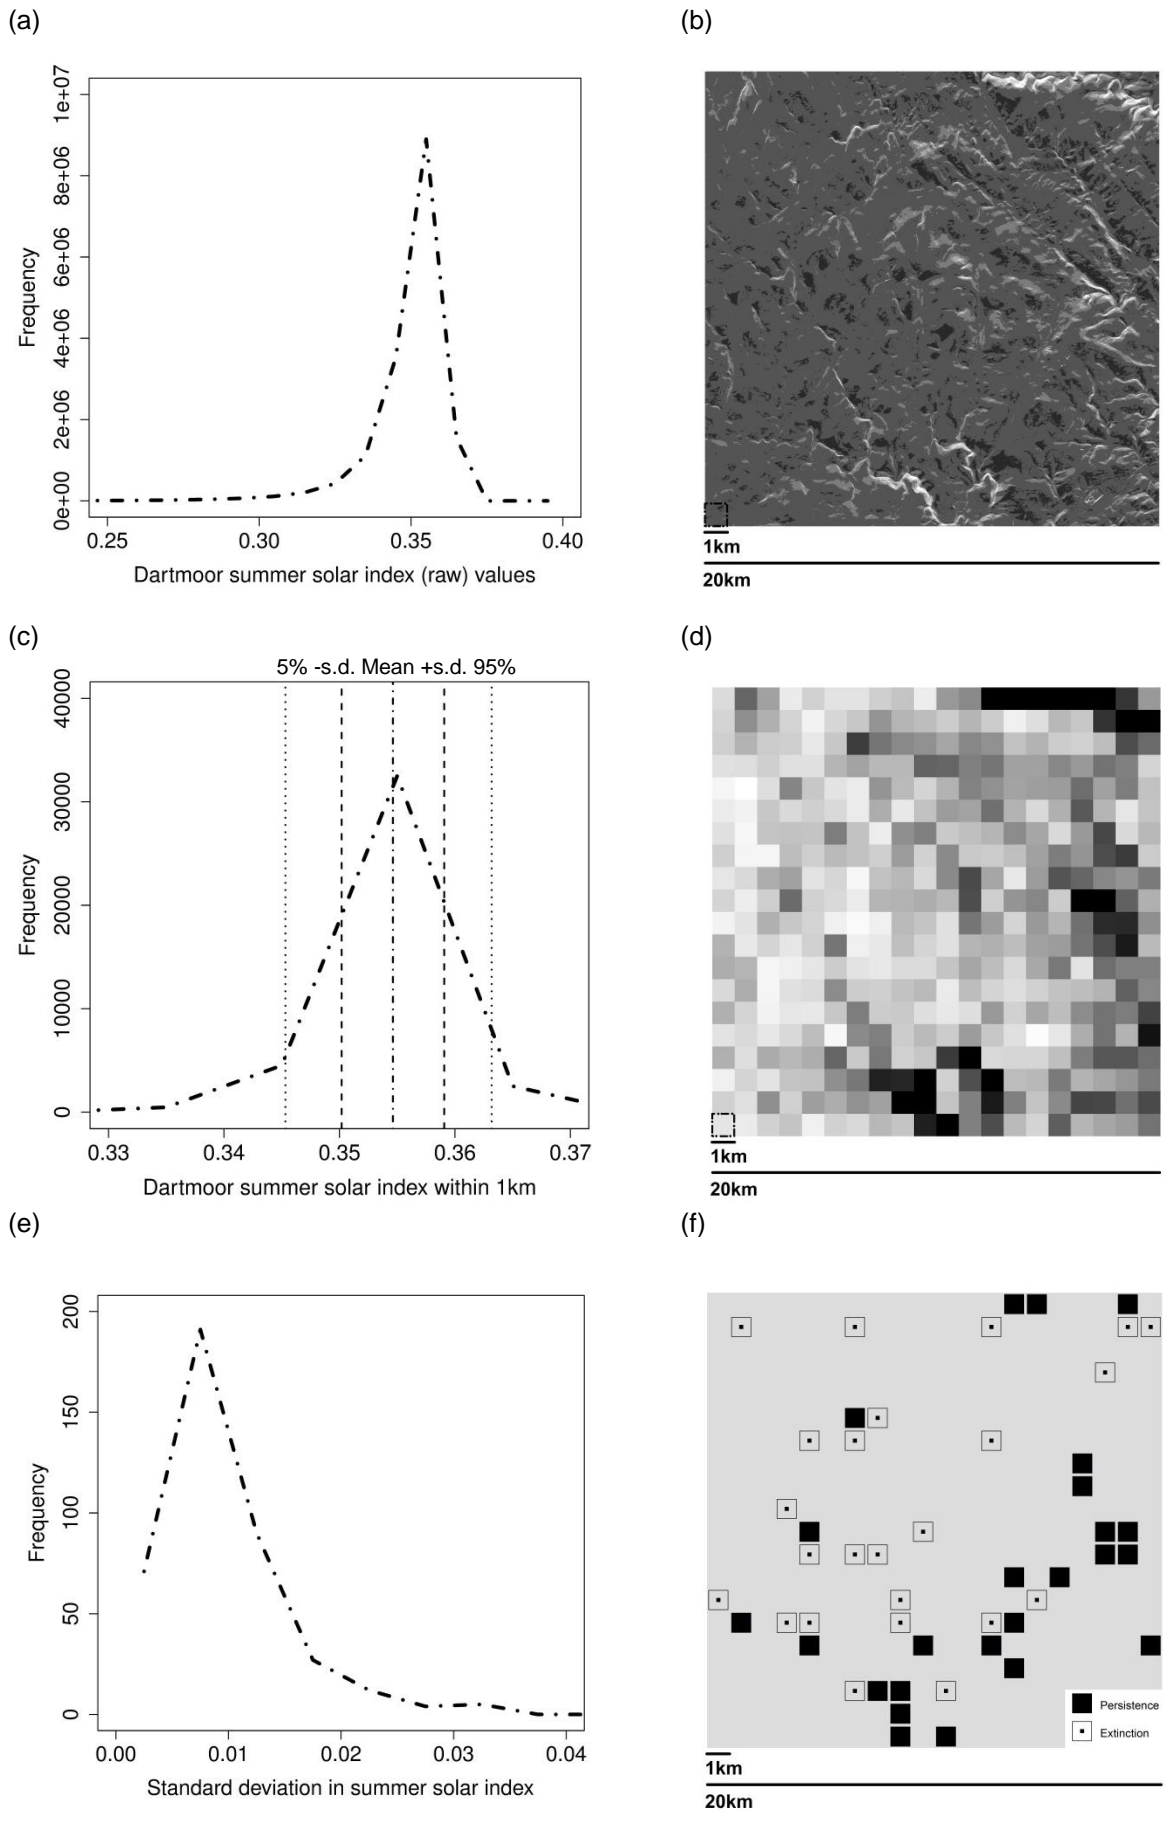 (a)
(b)
1e+07
8e+06
6e+06
4e+06
2e+06
0e+00
Frequency
0.25 0.30 0.35 0.40
Dartmoor summer solar index (raw) values
1km
20km
(c)
(d)
5% -s.d. Mean +s.d. 95%
40000
30000
20000
10000
0
Frequency
0.33 0.34 0.35 0.36 0.37
Dartmoor summer solar index within 1km
1km
20km
(e)
(f)
200
150
100
50
0
Frequency
0.00 0.01 0.02 0.03 0.04
Standard deviation in summer solar index
Persistence
Extinction
1km
20km